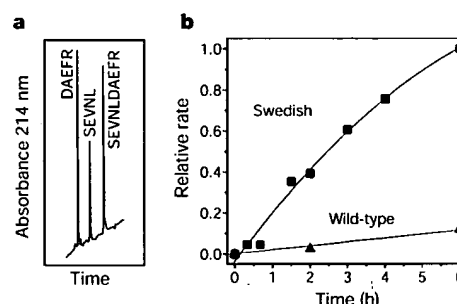 a
DAEFR
SEVNL
SEVNLDAEFR
Absorbance 214 nm
Time
b
1.0
0.8
0.6
0.4
0.2
0.0
Relative rate
Swedish
Wild-type
0 1 2 3 4 5 6
Time (h)